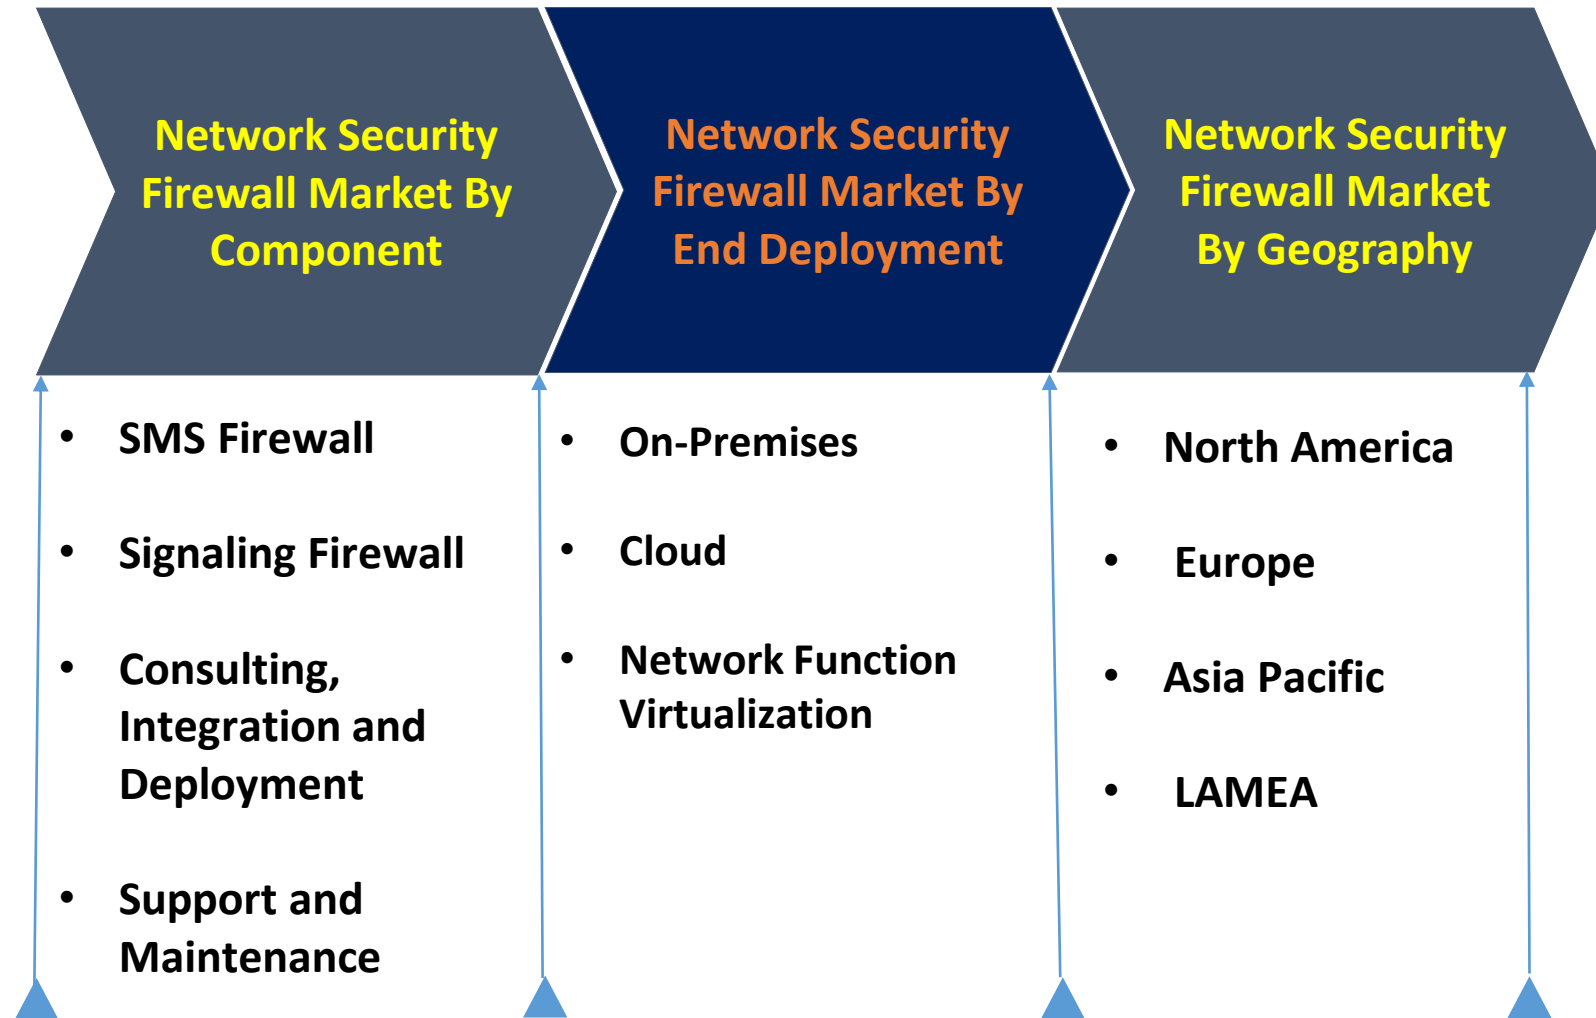 Network Security
Firewall Market By
Component
Network Security
Firewall Market By
End Deployment
Network Security
Firewall Market
By Geography
• SMS Firewall
• Signaling Firewall
• Consulting,
Integration and
Deployment
• Support and
Maintenance
• On-Premises
• Cloud
• Network Function
Virtualization
• North America
• Europe
• Asia Pacific
• LAMEA